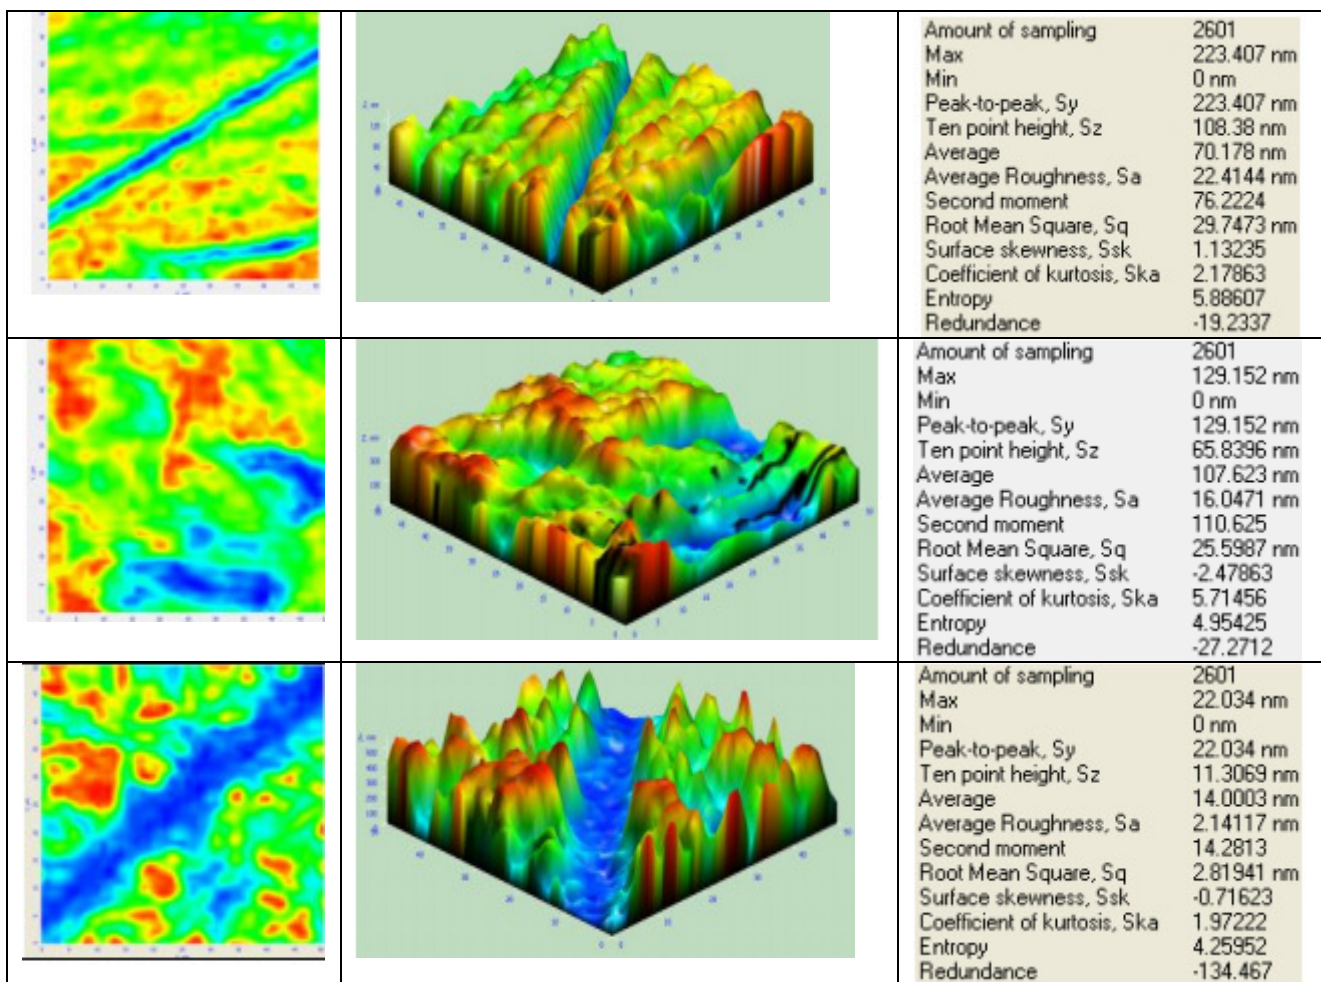 Amount of sampling 2601
Max 223.407 nm
Min 0 nm
Peak-to-peak, Sy 223.407 nm
Ten point height, Sz 108.38 nm
Average 70.178 nm
Average Roughness, Sa 22.4144 nm
Second moment 76.2224
Root Mean Square, Sq 29.7473 nm
Surface skewness, Ssk 1.13235
Coefficient of kurtosis, Ska 2.17863
Entropy 5.88607
Redundance -19.2337
Amount of sampling 2601
Max 129.152 nm
Min 0 nm
Peak-to-peak, Sy 129.152 nm
Ten point height, Sz 65.8396 nm
Average 107.623 nm
Average Roughness, Sa 16.0471 nm
Second moment 110.625
Root Mean Square, Sq 25.5987 nm
Surface skewness, Ssk -2.47863
Coefficient of kurtosis, Ska 5.71456
Entropy 4.95425
Redundance -27.2712
Amount of sampling 2601
Max 22.034 nm
Min 0 nm
Peak-to-peak, Sy 22.034 nm
Ten point height, Sz 11.3069 nm
Average 14.0003 nm
Average Roughness, Sa 2.14117 nm
Second moment 14.2813
Root Mean Square, Sq 2.81941 nm
Surface skewness, Ssk -0.71623
Coefficient of kurtosis, Ska 1.97222
Entropy 4.25952
Redundance -134.467